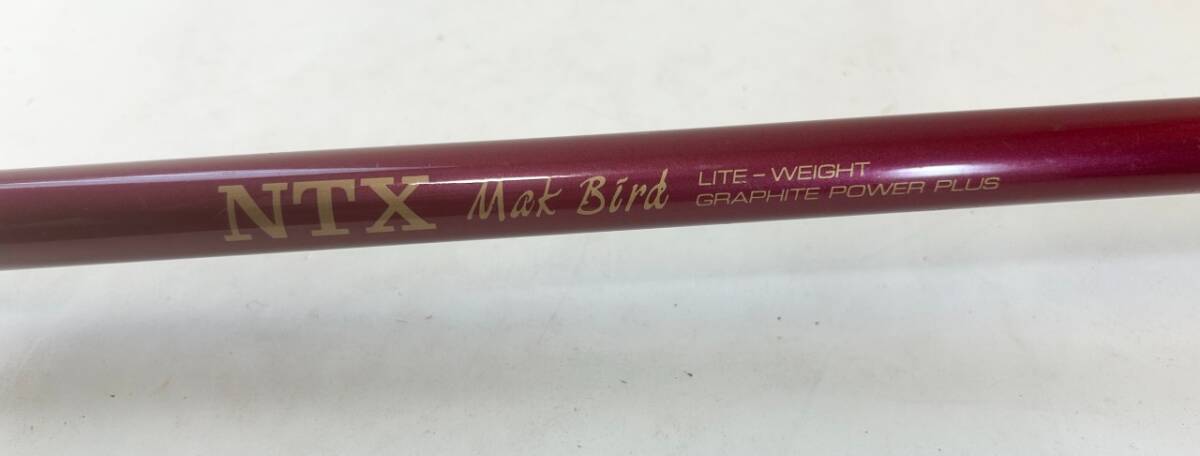 NTX Mak Bird LITE - WEIGHT
GRAPHITE POWER PLUS